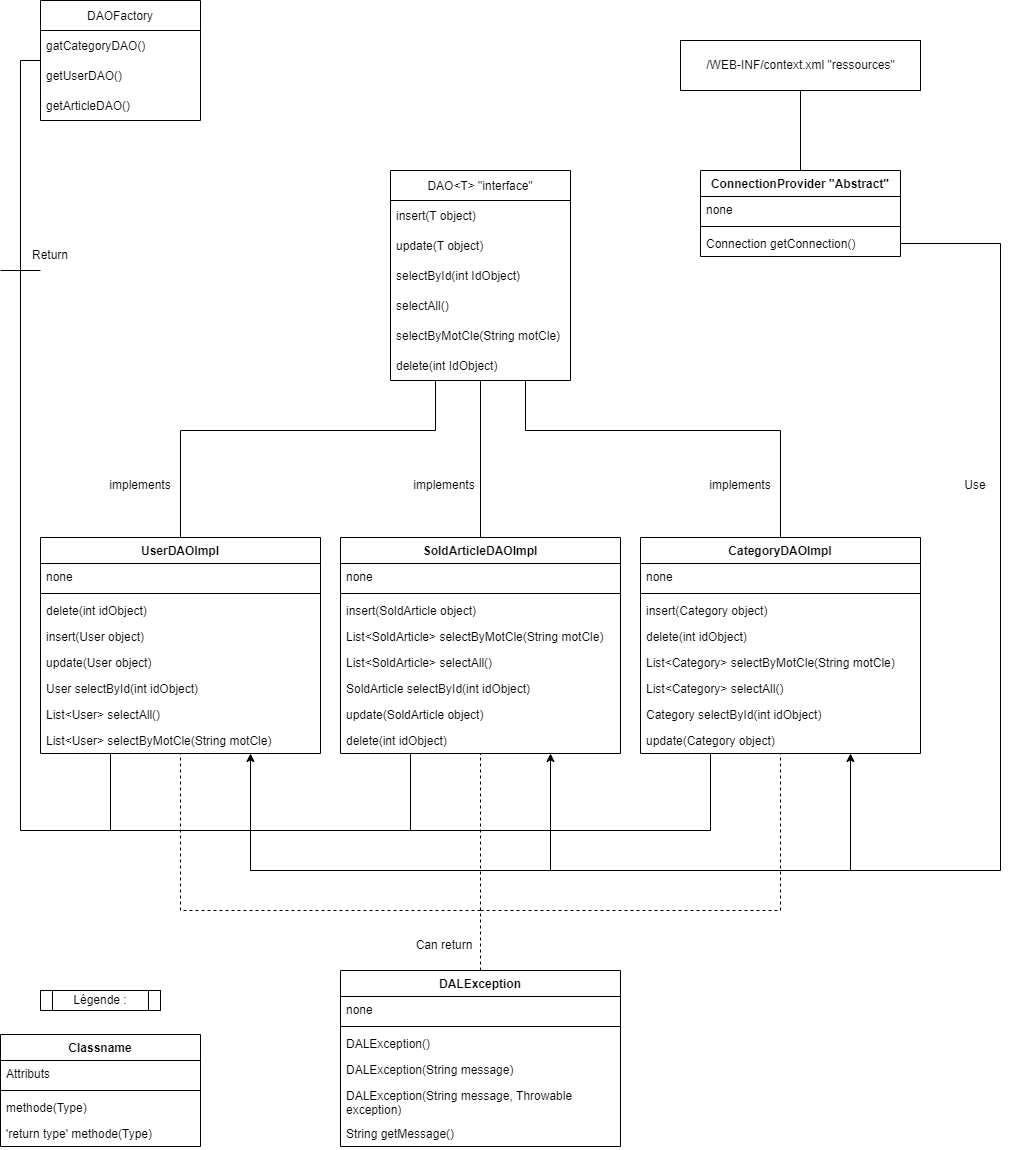 DAOFactory
gatCategoryDAO()
getUserDAO()
getArticleDAO()
/WEB-INF/context.xml "ressources"
ConnectionProvider "Abstract"
none
Connection getConnection()
DAO<T> "interface"
insert(T object)
update(T object)
selectById(int IdObject)
selectAll()
selectByMotCle(String motCle)
delete(int IdObject)
Return
implements
implements
implements
Use
UserDAOImpl
none
delete(int idObject)
insert(User object)
update(User object)
User selectById(int idObject)
List<User> selectAll()
List<User> selectByMotCle(String motCle)
SoldArticleDAOImpl
none
insert(SoldArticle object)
List<SoldArticle> selectByMotCle(String motCle)
List<SoldArticle> selectAll()
SoldArticle selectById(int idObject)
update(SoldArticle object)
delete(int idObject)
CategoryDAOImpl
none
insert(Category object)
delete(int idObject)
List<Category> selectByMotCle(String motCle)
List<Category> selectAll()
Category selectById(int idObject)
update(Category object)
Can return
DALException
none
DALException()
DALException(String message)
DALException(String message, Throwable
exception)
String getMessage()
Légende :
Classname
Attributs
methode(Type)
'return type' methode(Type)